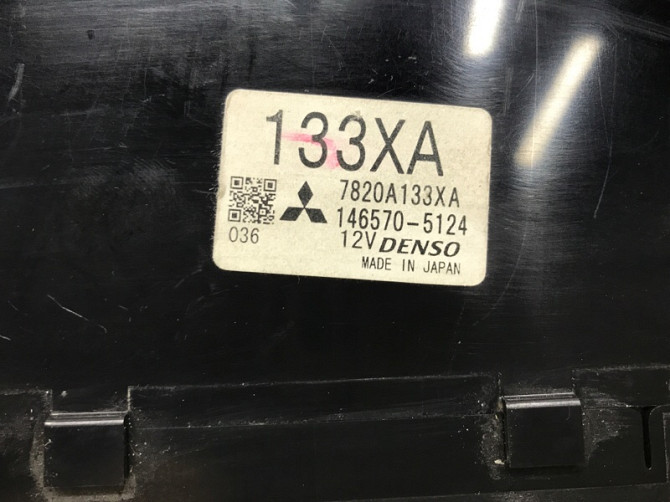 133XA
7820A133XA
146570-5124
036
12V DENSO
MADE IN JAPAN